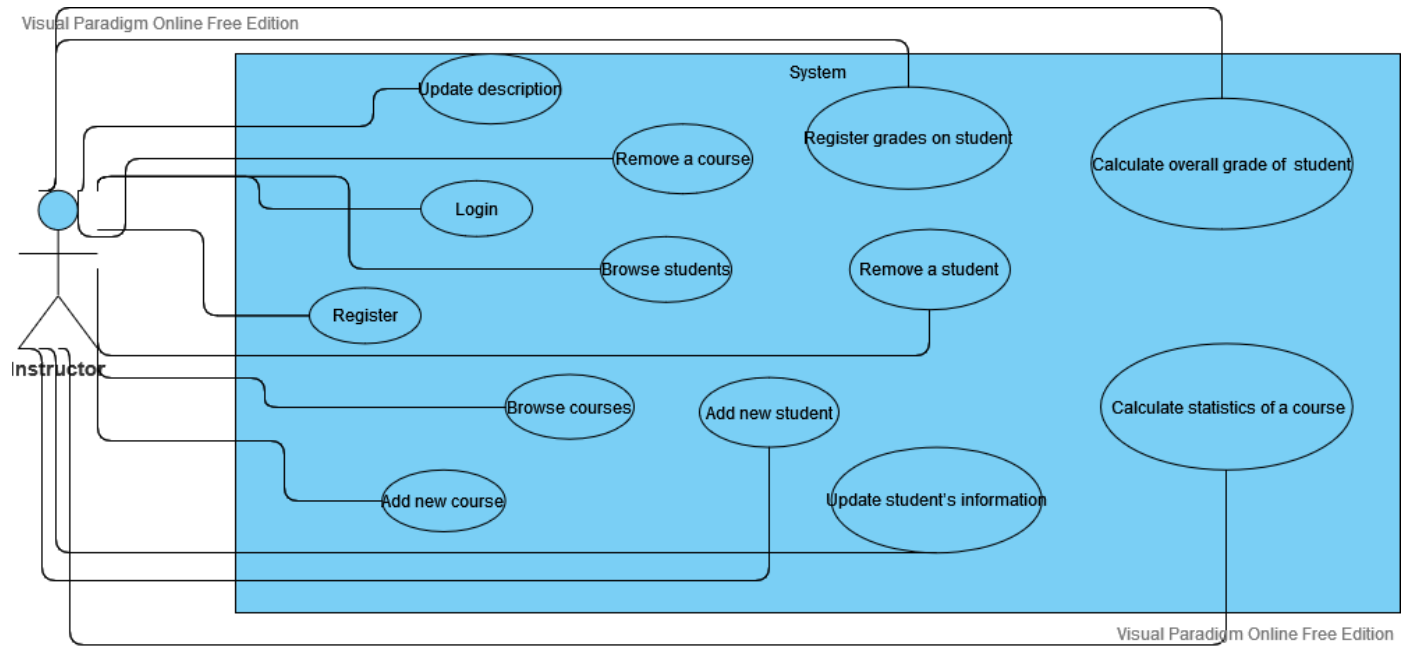 Visual Paradigm Online Free Edition
System
Update description
Register grades on student
Remove a course
Calculate overall grade of student
Login
Browse students
Remove a student
Register
Instructor
Browse courses
Add new student
Calculate statistics of a course
Add new course
Update student's information
Visual Paradigm Online Free Edition